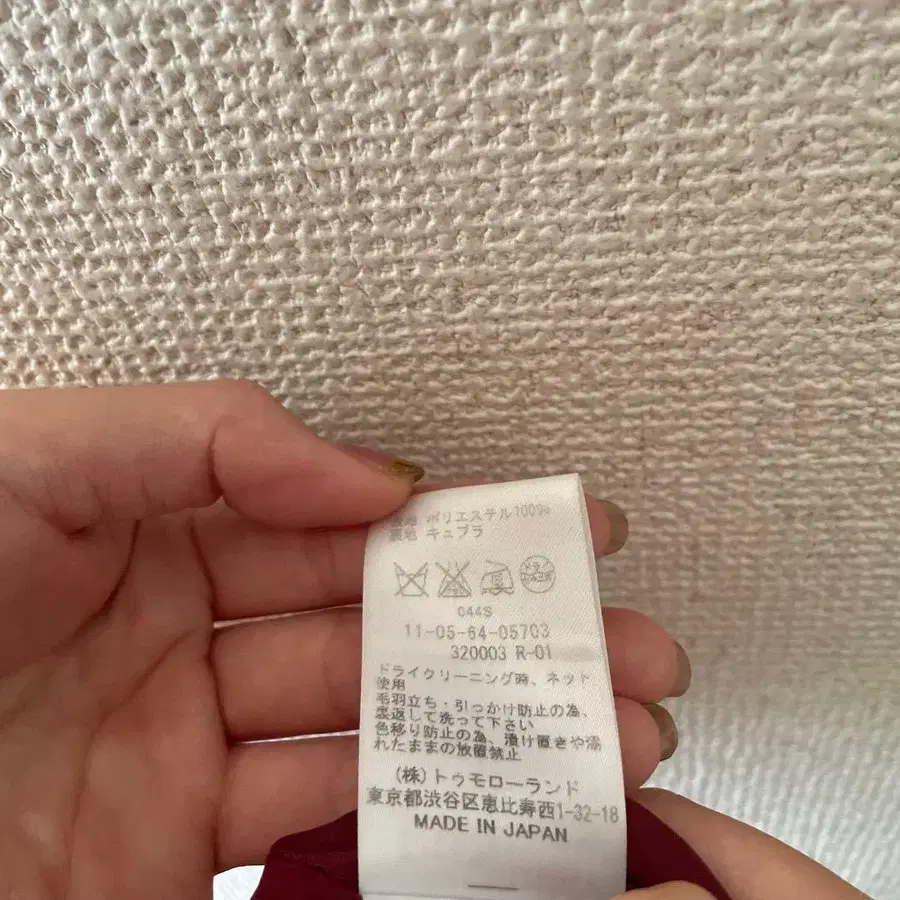 表地 ポリエステル100%
裏地 キュプラ
ドライ
044S
11-05-64-05703
320003 R-01
ドライクリーニング時、ネット
使用
毛羽立ち・引っかけ防止の為、
裏返して洗って下さい
色移り防止の為、漬け置きや濡
れたままの放置禁止
(株)トゥモローランド
東京都渋谷区恵比寿西1-32-18
MADE IN JAPAN